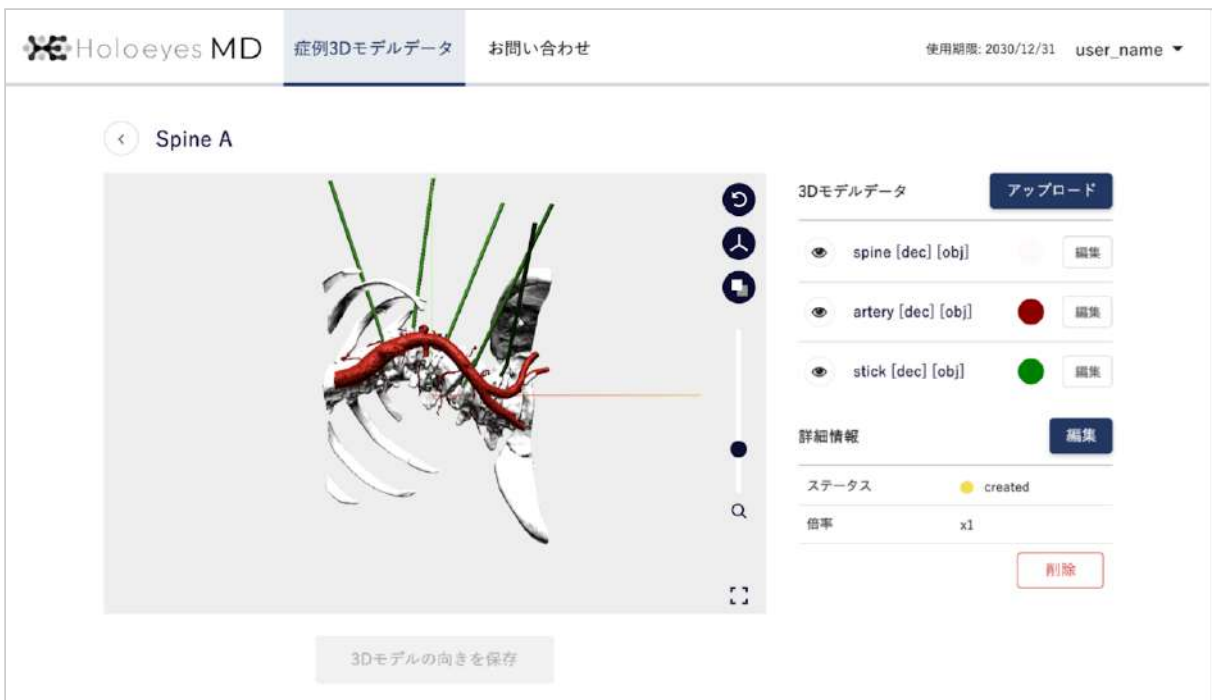 Holoeyes MD
症例3Dモデルデータ
お問い合わせ
使用期限: 2030/12/31
user_name
Spine A
3Dモデルデータ
アップロード
spine [dec] [obj]
編集
artery [dec] [obj]
編集
stick [dec] [obj]
編集
詳細情報
編集
ステータス
created
倍率
x1
削除
3Dモデルの向きを保存